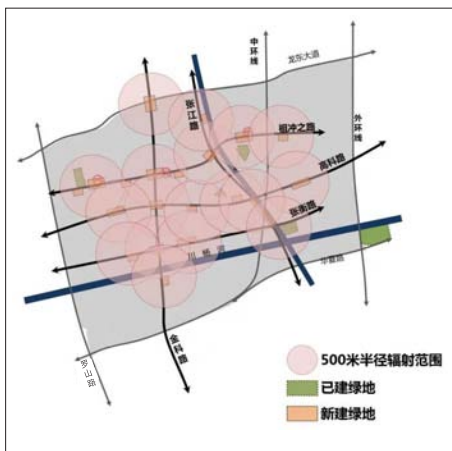 中环线
龙东大道
张江路
祖冲之路
外环线
高科路
张衡路
川杨河
华夏路
金科路
罗山路
500米半径辐射范围
已建绿地
新建绿地